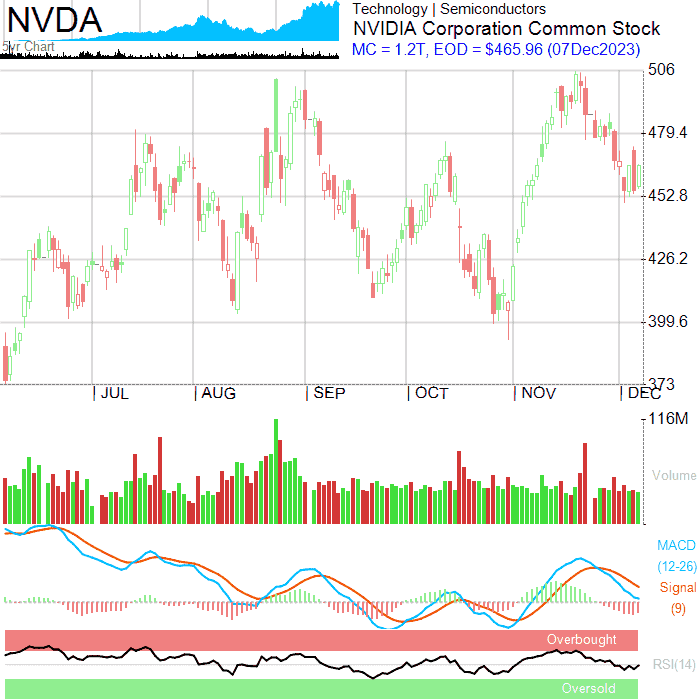 NVDA
5yr Chart
Technology | Semiconductors
NVIDIA Corporation Common Stock
MC = 1.2T, EOD = $465.96 (07Dec2023)
506
479.4
452.8
426.2
399.6
373
JUL AUG SEP OCT NOV DEC
116M
Volume
MACD
(12-26)
Signal
(9)
Overbought
RSI(14)
Oversold